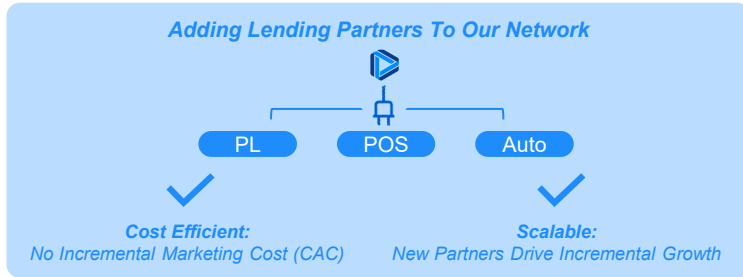 Adding Lending Partners To Our Network
PL
POS
Auto
Cost Efficient:
No Incremental Marketing Cost (CAC)
Scalable:
New Partners Drive Incremental Growth